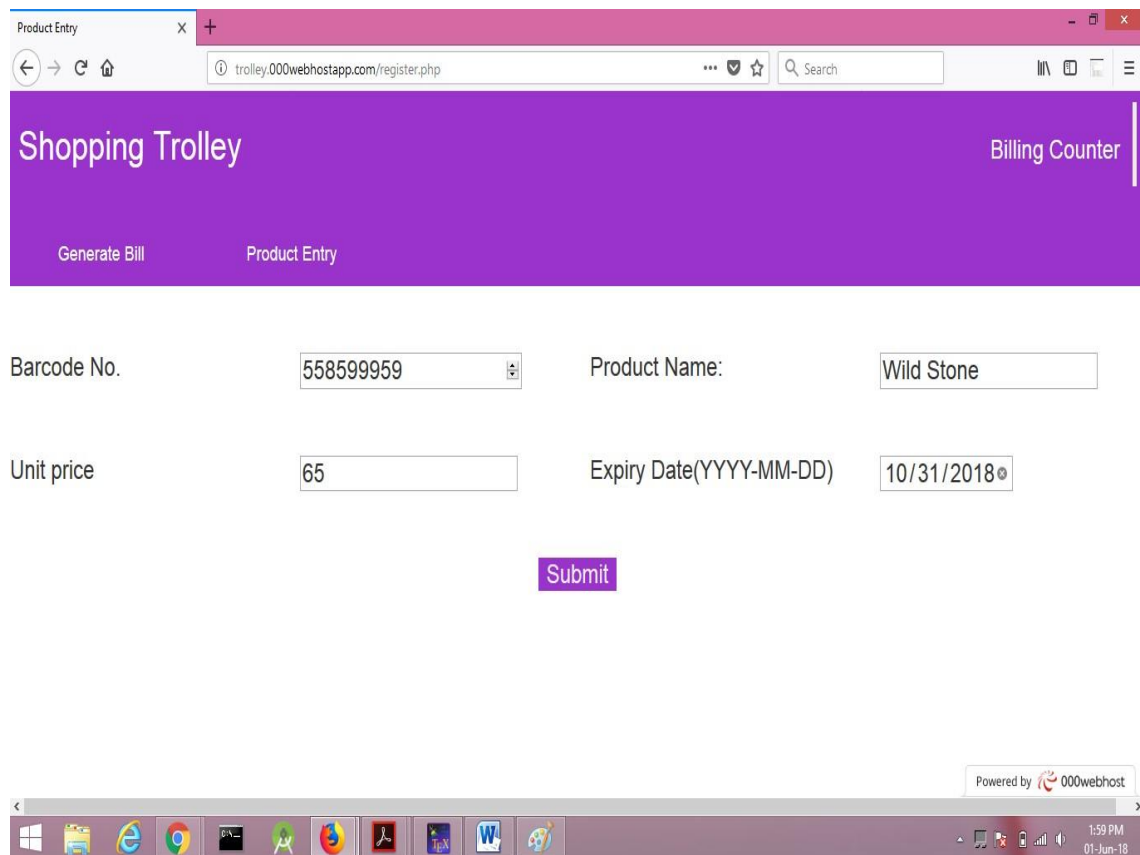 Product Entry
trolley.000webhostapp.com/register.php
Search
Shopping Trolley
Billing Counter
Generate Bill Product Entry
Barcode No. 558599959 Product Name: Wild Stone
Unit price 65 Expiry Date(YYYY-MM-DD) 10/31/2018
Submit
Powered by 000webhost
1:59 PM
01-Jun-18